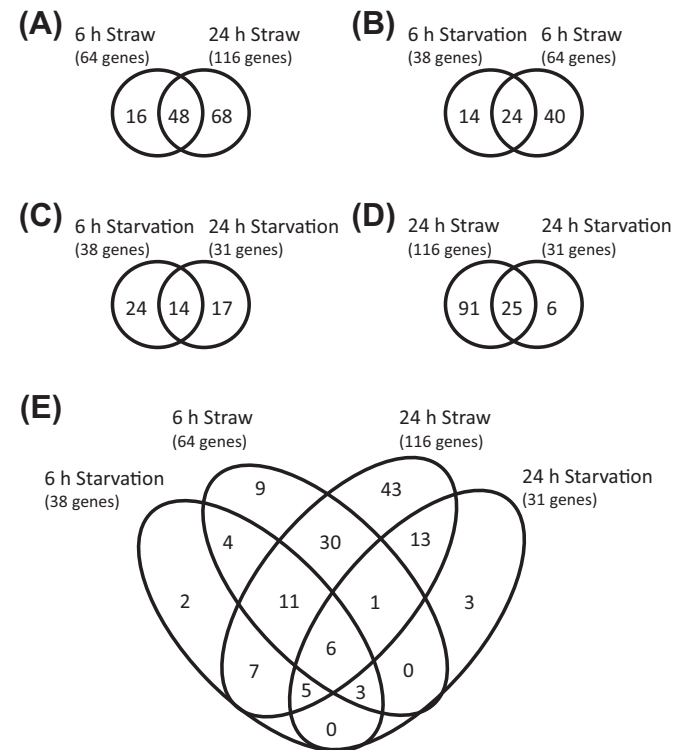 (A)
6 h Straw
(64 genes)
24 h Straw
(116 genes)
16 48 68
(B)
6 h Starvation
(38 genes)
6 h Straw
(64 genes)
14 24 40
(C)
6 h Starvation
(38 genes)
24 h Starvation
(31 genes)
24 14 17
(D)
24 h Straw
(116 genes)
24 h Starvation
(31 genes)
91 25 6
(E)
6 h Straw
(64 genes)
24 h Straw
(116 genes)
6 h Starvation
(38 genes)
24 h Starvation
(31 genes)
9 43
4 30 13
2 11 1 3
6
7 0
5 3
0